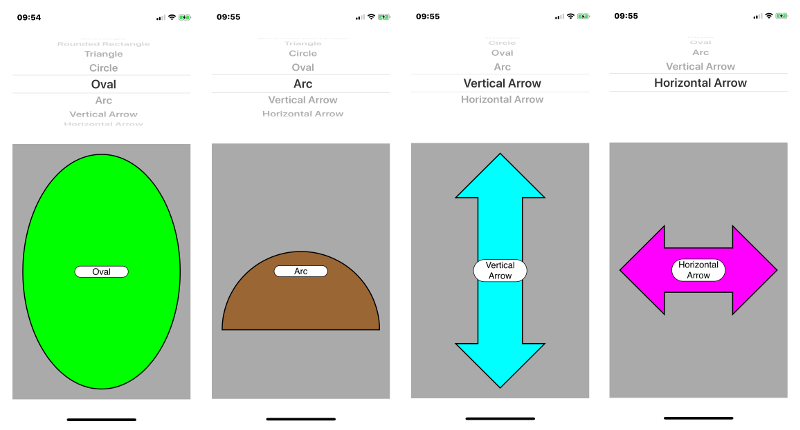 09:54
Rounded Rectangle
Triangle
Circle
Oval
Arc
Vertical Arrow
Horizontal Arrow
Oval
09:55
Triangle
Circle
Oval
Arc
Vertical Arrow
Horizontal Arrow
Arc
09:55
Circle
Oval
Arc
Vertical Arrow
Horizontal Arrow
Vertical
Arrow
09:55
Oval
Arc
Vertical Arrow
Horizontal Arrow
Horizontal
Arrow